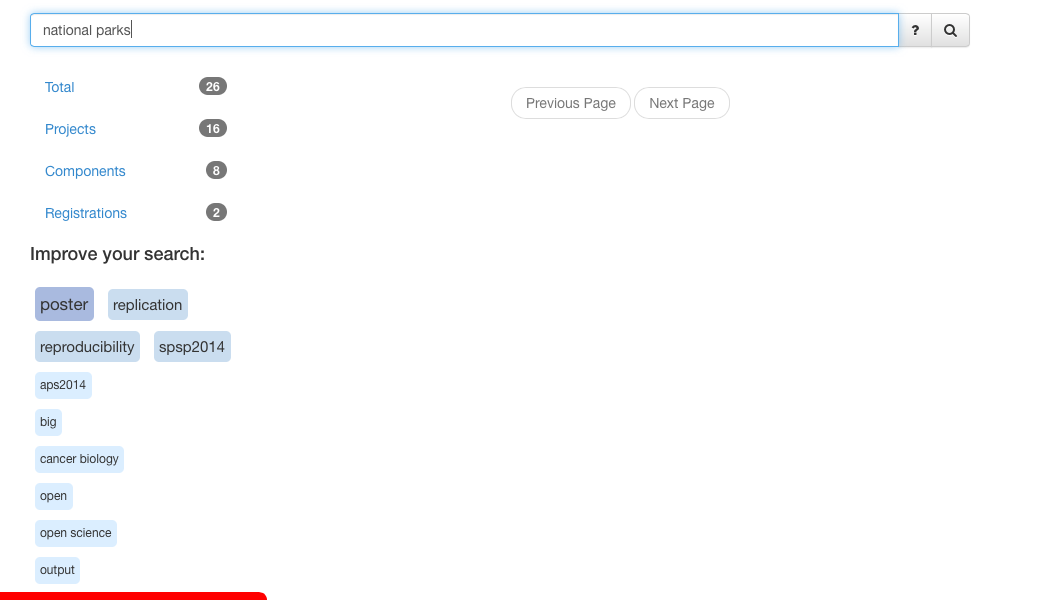 national parks
?
Total 26
Previous Page Next Page
Projects 16
Components 8
Registrations 2
Improve your search:
poster replication
reproducibility spsp2014
aps2014
big
cancer biology
open
open science
output